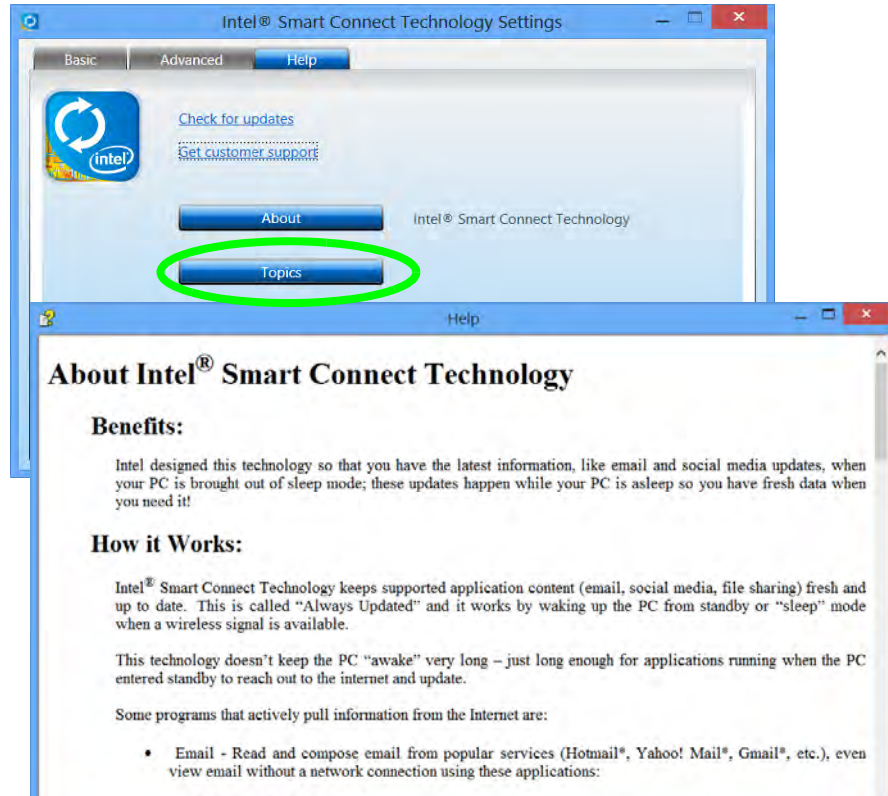 Intel® Smart Connect Technology Settings
Basic
Advanced
Help
Check for updates
Get customer support
intel
About
Intel® Smart Connect Technology
Topics
Help
About Intel® Smart Connect Technology
Benefits:
Intel designed this technology so that you have the latest information, like email and social media updates, when
your PC is brought out of sleep mode; these updates happen while your PC is asleep so you have fresh data when
you need it!
How it Works:
Intel® Smart Connect Technology keeps supported application content (email, social media, file sharing) fresh and
up to date. This is called “Always Updated” and it works by waking up the PC from standby or “sleep” mode
when a wireless signal is available.
This technology doesn’t keep the PC “awake” very long – just long enough for applications running when the PC
entered standby to reach out to the internet and update.
Some programs that actively pull information from the Internet are:
• Email - Read and compose email from popular services (Hotmail*, Yahoo! Mail*, Gmail*, etc.), even
view email without a network connection using these applications: